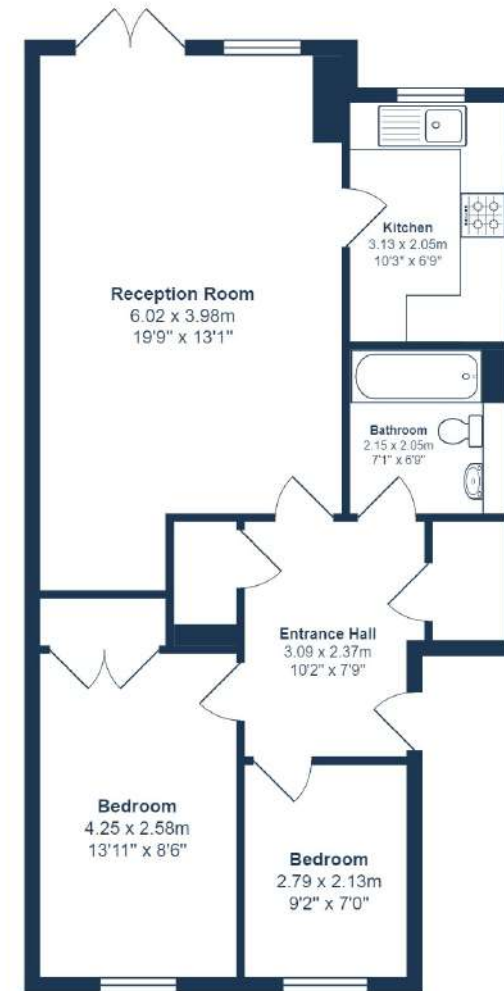 Kitchen
3.13 x 2.05m
10'3" x 6'9"
Reception Room
6.02 x 3.98m
19'9" x 13'1"
Bathroom
2.15 x 2.05m
7'1" x 6'9"
Entrance Hall
3.09 x 2.37m
10'2" x 7'9"
Bedroom
4.25 x 2.58m
13'11" x 8'6"
Bedroom
2.79 x 2.13m
9'2" x 7'0"